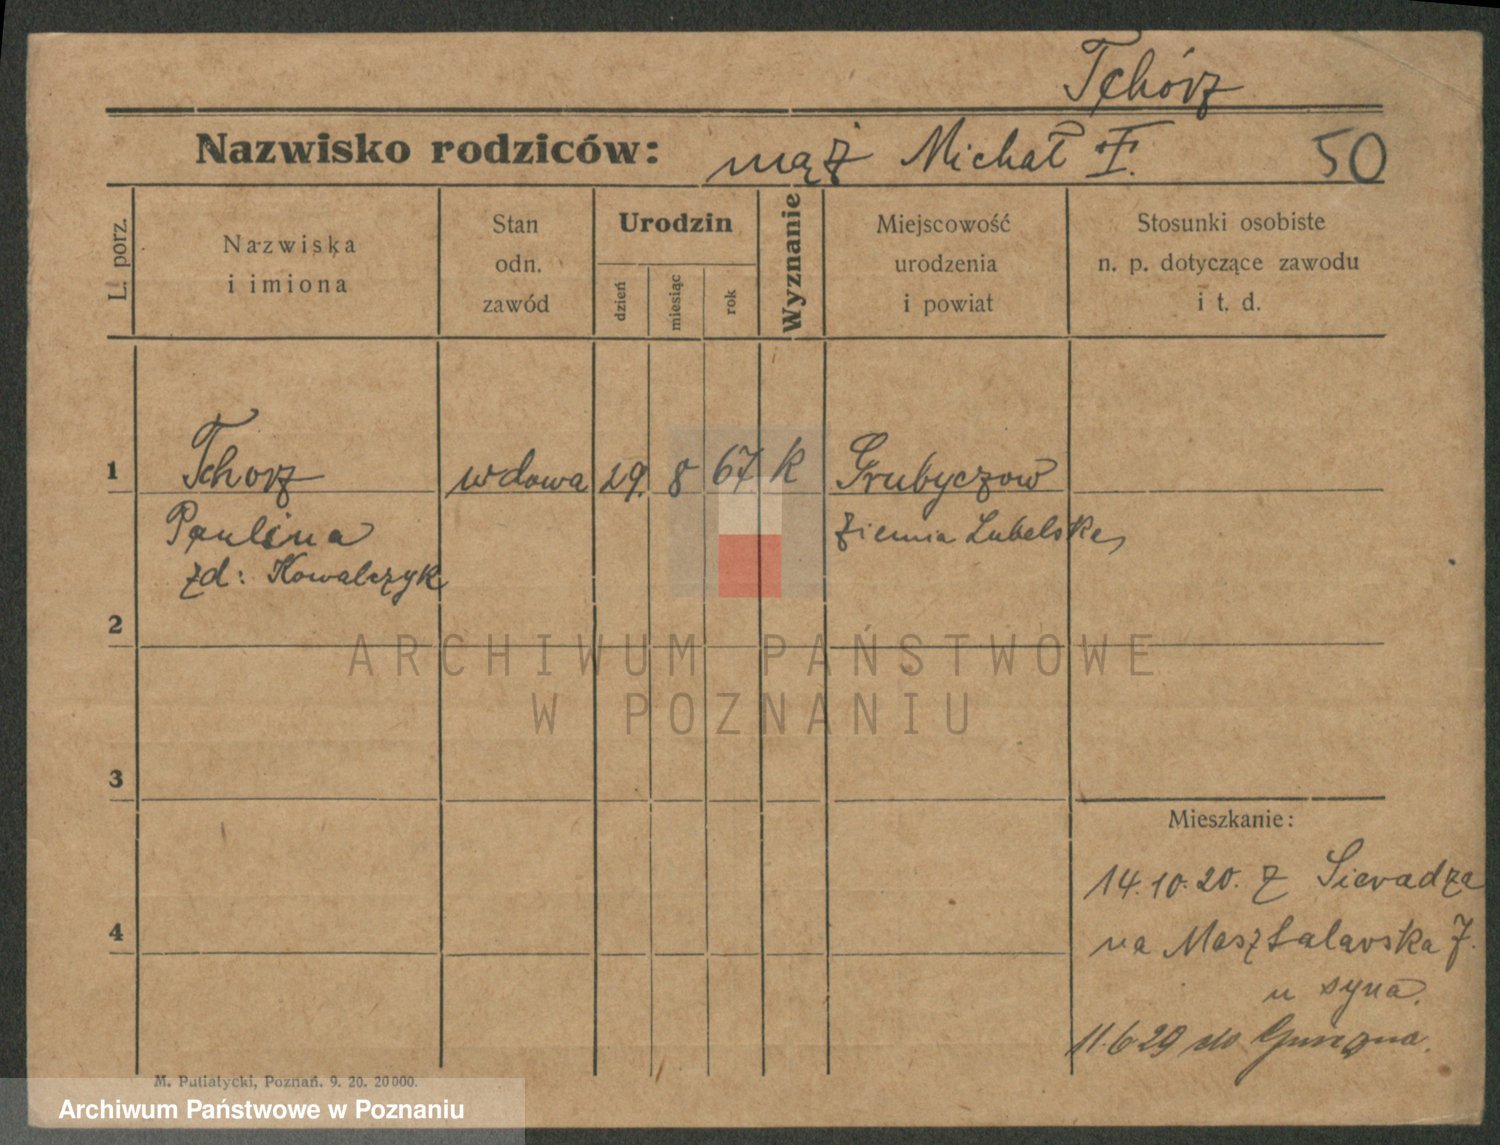 Tchórz
Nazwisko rodziców: mąż Michał †. 50
L. porz.
Nazwiska
i imiona
Stan
odn.
zawód
Urodzin
dzień
miesiąc
rok
Wyznanie
Miejscowość
urodzenia
i powiat
Stosunki osobiste
n. p. dotyczące zawodu
i t. d.
1 Tchorz wdowa 29. 8 67 k Grubyczow
Paulina ziemia Lubelska
zd: Kowalczyk
2
ARCHIWUM PAŃSTWOWE
W POZNANIU
3
Mieszkanie:
14.10.20. z Sieradza
4
na Masztalarska 7.
u syna.
11.6 29 do Gniezna.
M. Putiatycki, Poznań. 9. 20. 20000.
Archiwum Państwowe w Poznaniu